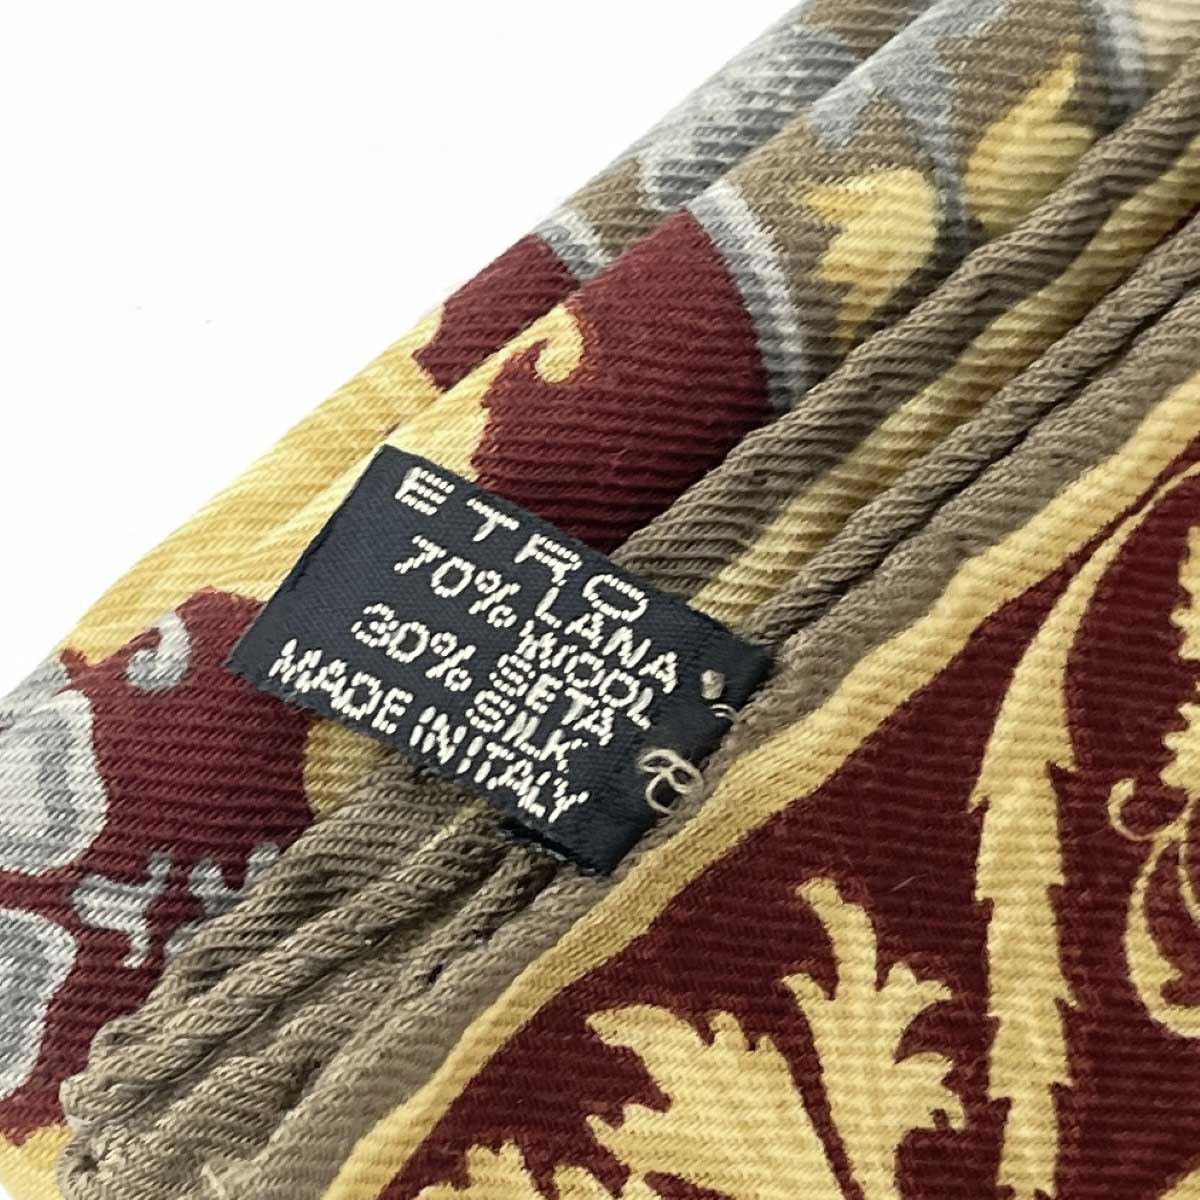 ETRO
LANA
70% WOOL
SETA
30% SILK
MADE IN ITALY